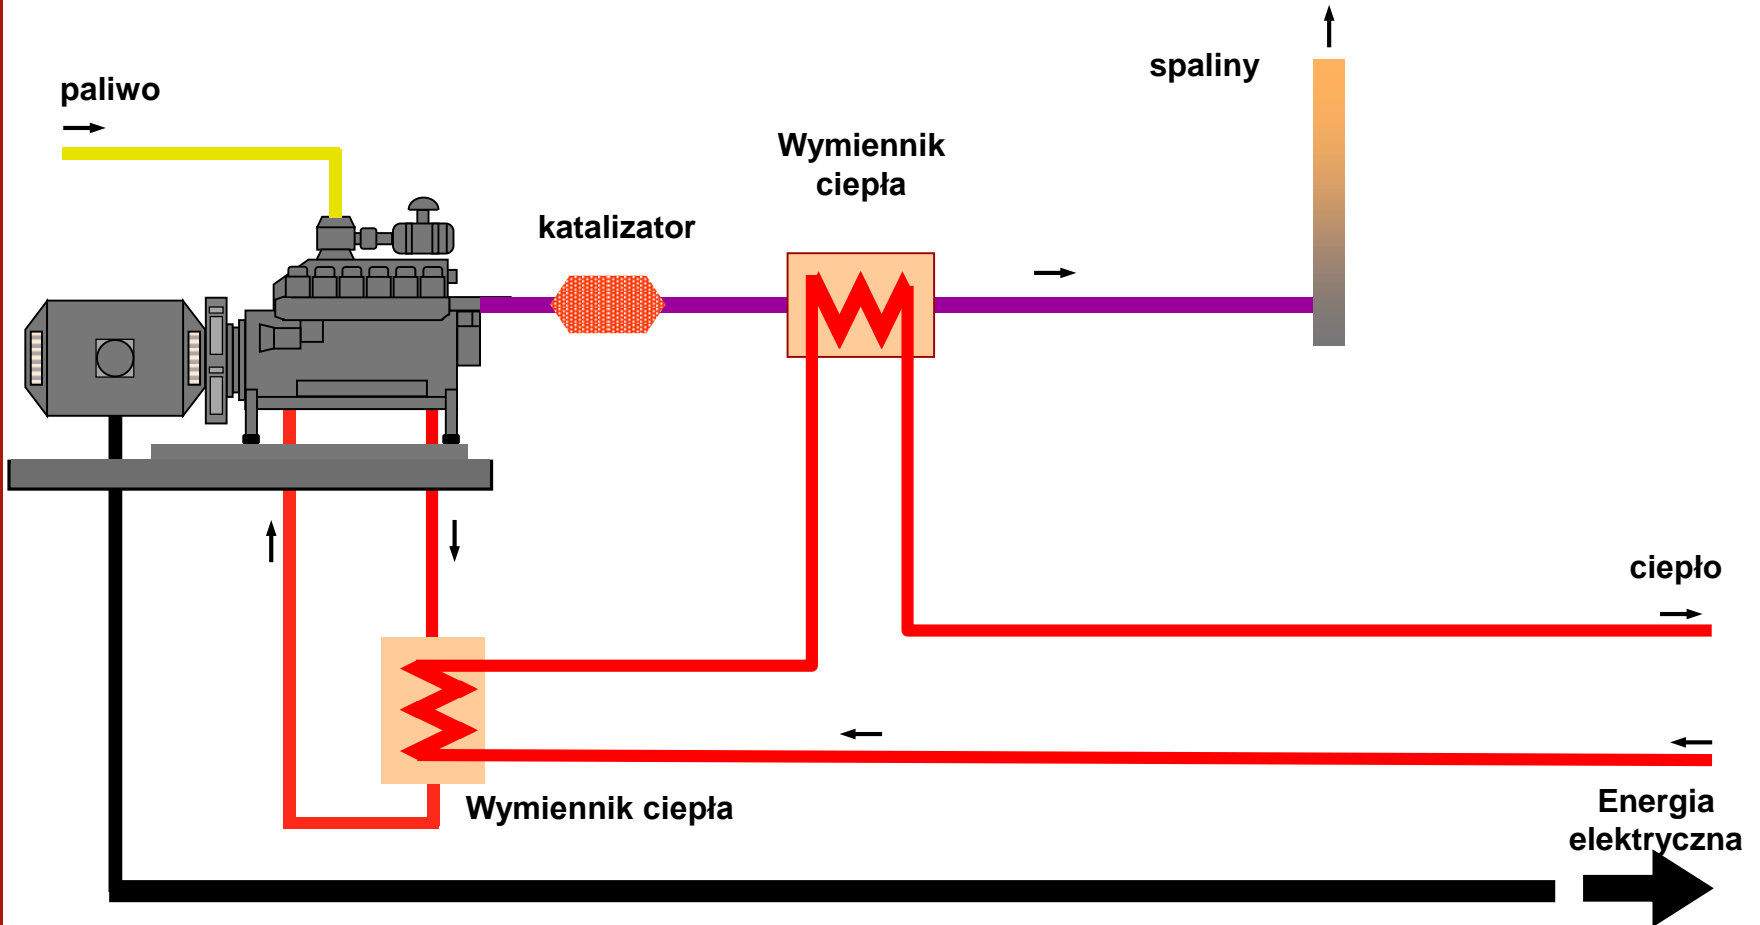 spaliny
paliwo
Wymiennik
ciepła
katalizator
ciepło
Wymiennik ciepła
Energia
elektryczna